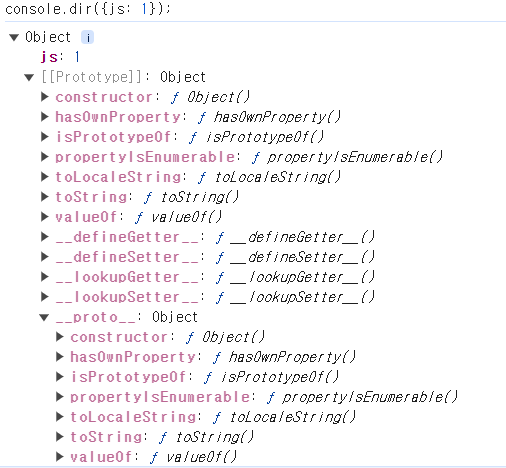 console.dir({js: 1});
▼ Object i
js: 1
▼ [[Prototype]]: Object
▶ constructor: ƒ Object()
▶ hasOwnProperty: ƒ hasOwnProperty()
▶ isPrototypeOf: ƒ isPrototypeOf()
▶ propertyIsEnumerable: ƒ propertyIsEnumerable()
▶ toLocaleString: ƒ toLocaleString()
▶ toString: ƒ toString()
▶ valueOf: ƒ valueOf()
▶ __defineGetter__: ƒ __defineGetter__()
▶ __defineSetter__: ƒ __defineSetter__()
▶ __lookupGetter__: ƒ __lookupGetter__()
▶ __lookupSetter__: ƒ __lookupSetter__()
▼ __proto__: Object
▶ constructor: ƒ Object()
▶ hasOwnProperty: ƒ hasOwnProperty()
▶ isPrototypeOf: ƒ isPrototypeOf()
▶ propertyIsEnumerable: ƒ propertyIsEnumerable()
▶ toLocaleString: ƒ toLocaleString()
▶ toString: ƒ toString()
▶ valueOf: ƒ valueOf()